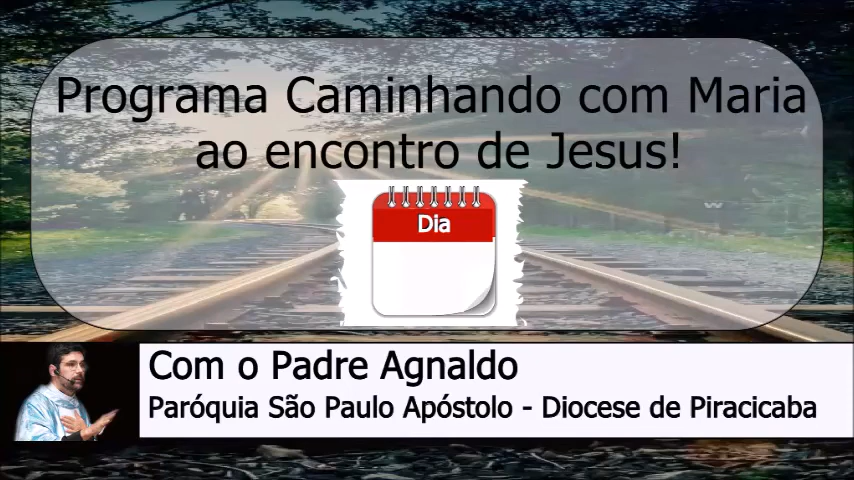 Programa Caminhando com Maria
ao encontro de Jesus!
Dia
Com o Padre Agnaldo
Paróquia São Paulo Apóstolo - Diocese de Piracicaba